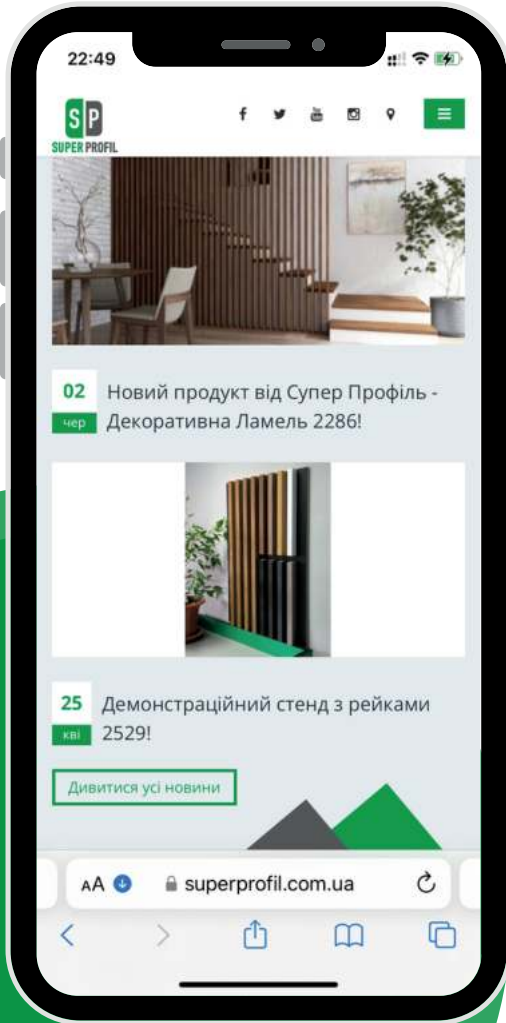 22:49
SP
SUPER PROFIL
02
чер
Новий продукт від Супер Профіль -
Декоративна Ламель 2286!
25
кві
Демонстраційний стенд з рейками
2529!
Дивитися усі новини
AA
superprofil.com.ua